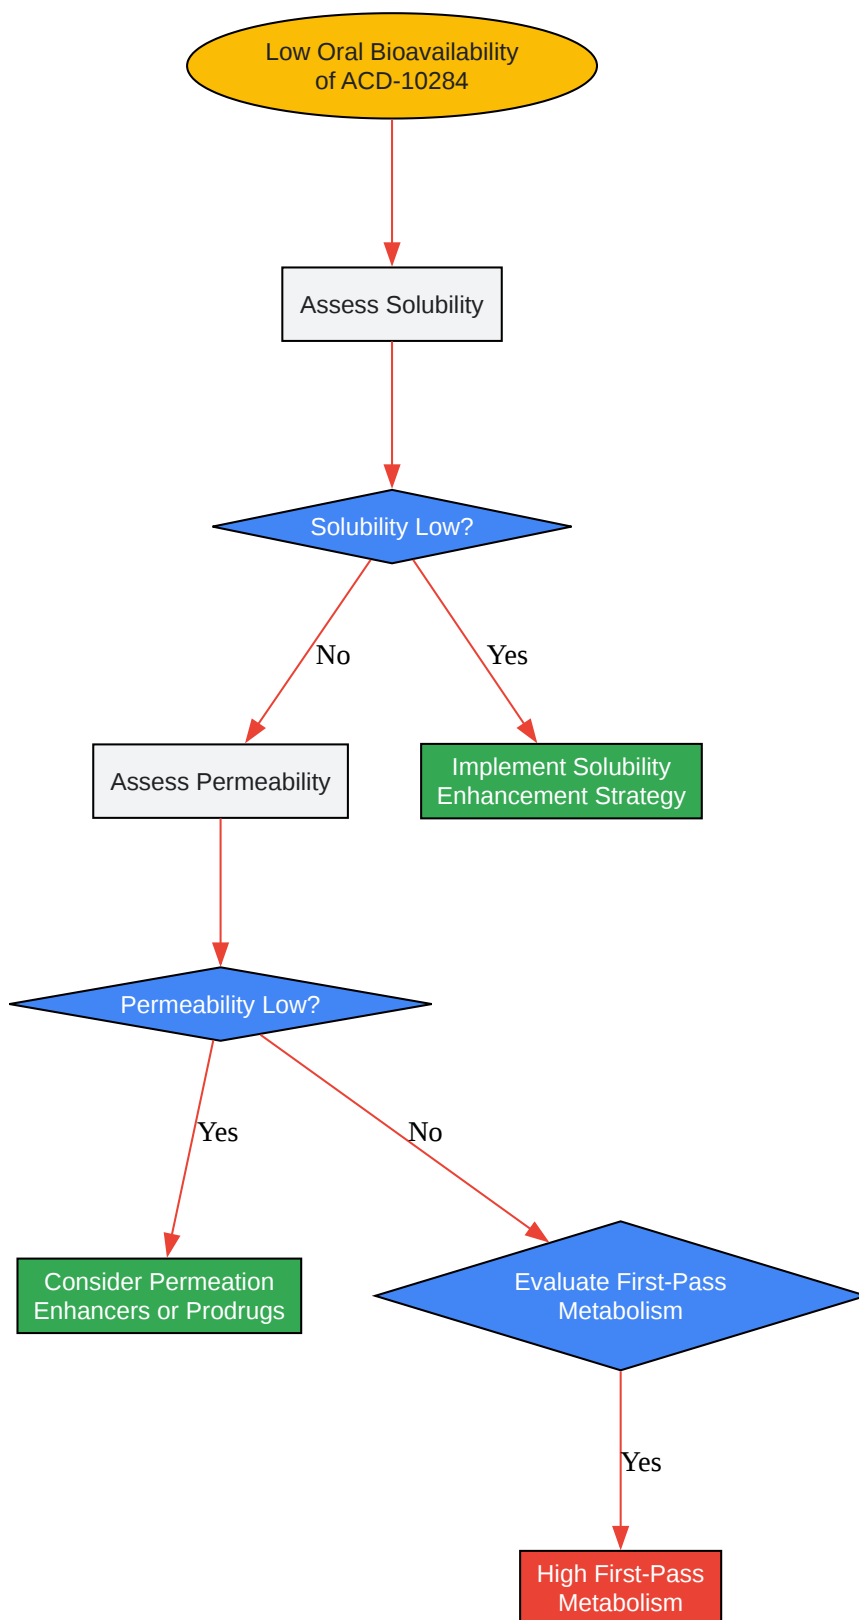 Low Oral Bioavailability
of ACD-10284
Assess Solubility
Solubility Low?
No
Yes
Assess Permeability
Implement Solubility
Enhancement Strategy
Permeability Low?
Yes
No
Consider Permeation
Enhancers or Prodrugs
Evaluate First-Pass
Metabolism
Yes
High First-Pass
Metabolism